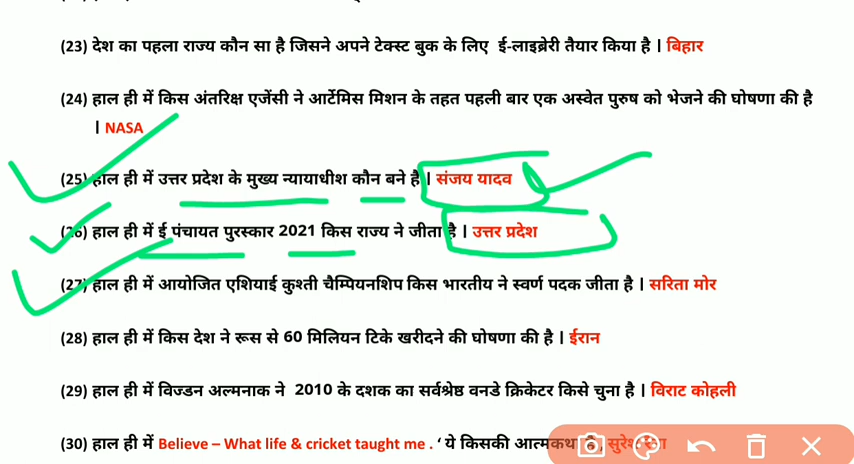 (23) देश का पहला राज्य कौन सा है जिसने अपने टेक्स्ट बुक के लिए ई-लाइब्रेरी तैयार किया है | बिहार
(24) हाल ही में किस अंतरिक्ष एजेंसी ने आर्टेमिस मिशन के तहत पहली बार एक अस्वेत पुरुष को भेजने की घोषणा की है
| NASA
(25) हाल ही में उत्तर प्रदेश के मुख्य न्यायाधीश कौन बने है | संजय यादव
(26) हाल ही में ई पंचायत पुरस्कार 2021 किस राज्य ने जीता है | उत्तर प्रदेश
(27) हाल ही में आयोजित एशियाई कुश्ती चैम्पियनशिप किस भारतीय ने स्वर्ण पदक जीता है | सरिता मोर
(28) हाल ही में किस देश ने रूस से 60 मिलियन टिके खरीदने की घोषणा की है | ईरान
(29) हाल ही में विज्डन अल्मनाक ने 2010 के दशक का सर्वश्रेष्ठ वनडे क्रिकेटर किसे चुना है | विराट कोहली
(30) हाल ही में Believe – What life & cricket taught me . ‘ ये किसकी आत्मकथा है